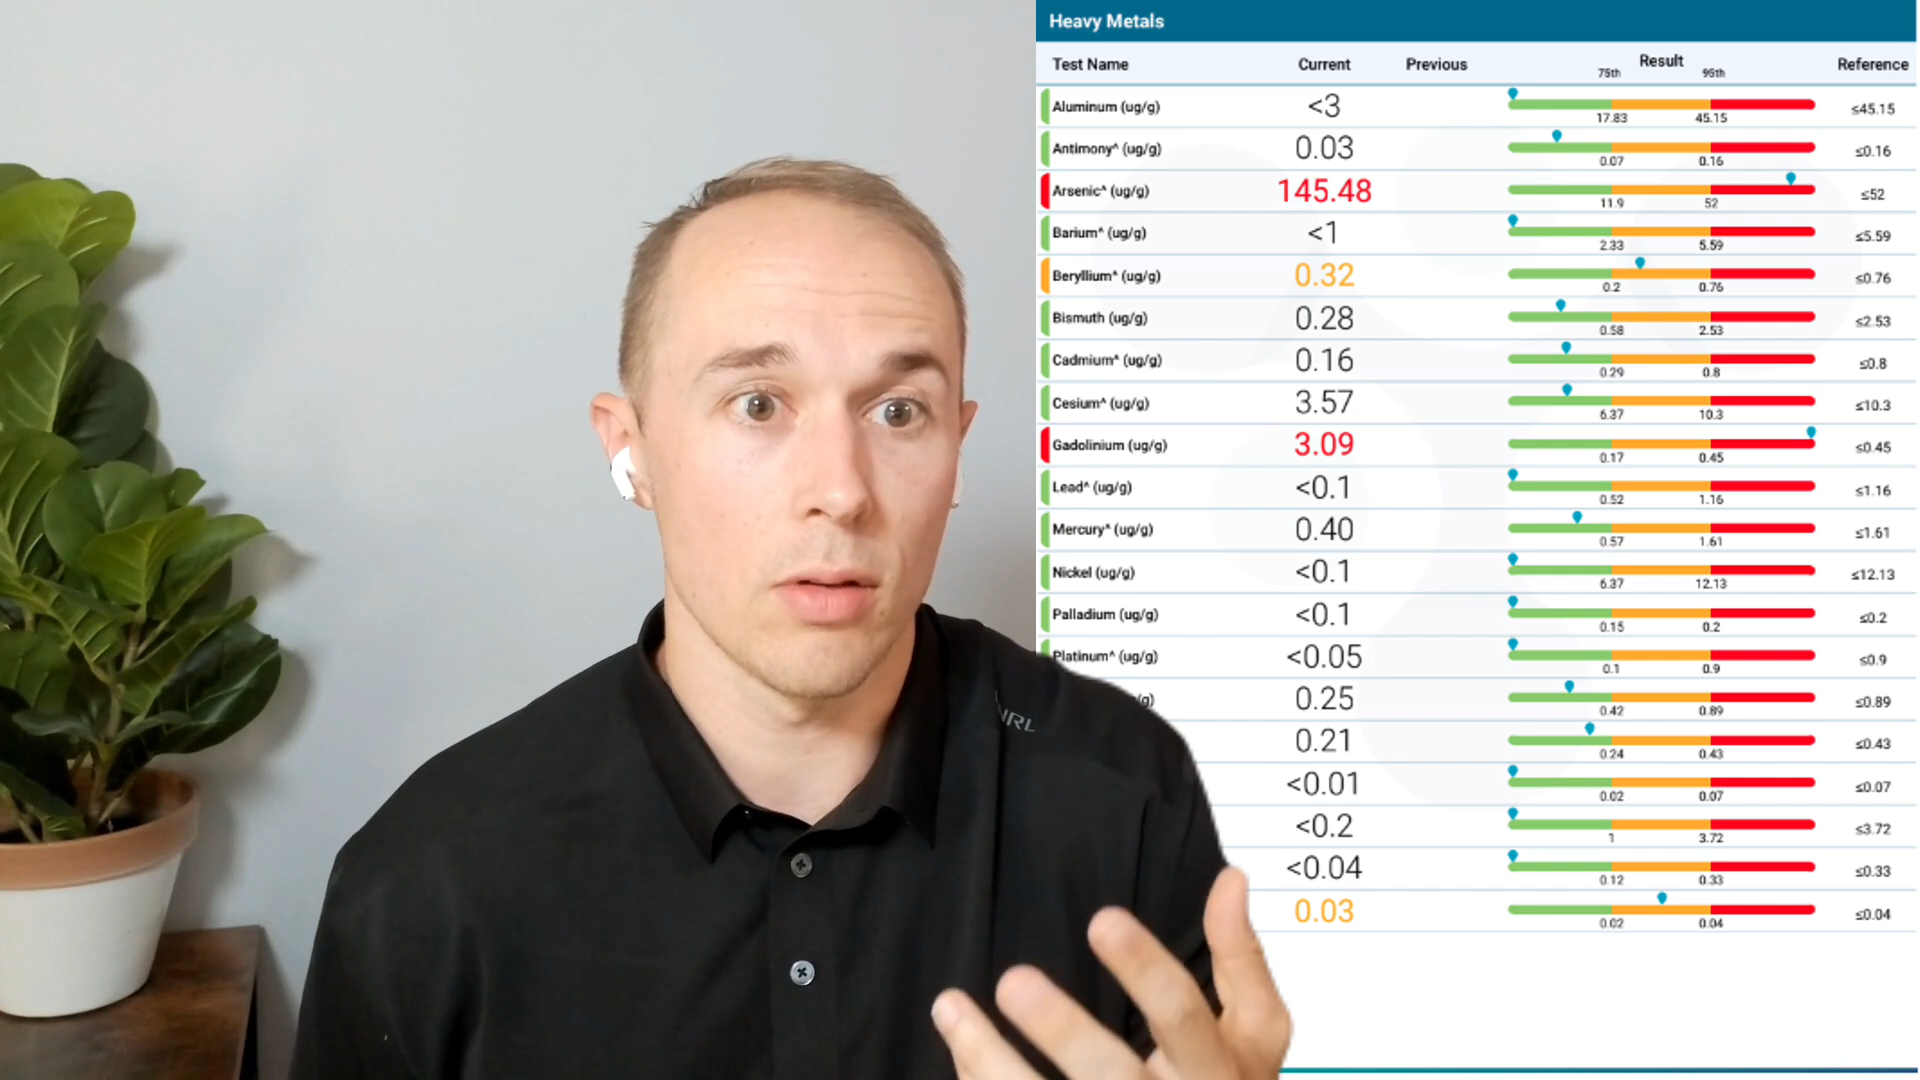 Heavy Metals
Test Name Current Previous Result 75th 95th Reference
Aluminum (ug/g) <3 17.83 45.15 ≤45.15
Antimony^ (ug/g) 0.03 0.07 0.16 ≤0.16
Arsenic^ (ug/g) 145.48 11.9 52 ≤52
Barium^ (ug/g) <1 2.33 5.59 ≤5.59
Beryllium^ (ug/g) 0.32 0.2 0.76 ≤0.76
Bismuth (ug/g) 0.28 0.58 2.53 ≤2.53
Cadmium^ (ug/g) 0.16 0.29 0.8 ≤0.8
Cesium^ (ug/g) 3.57 6.37 10.3 ≤10.3
Gadolinium (ug/g) 3.09 0.17 0.45 ≤0.45
Lead^ (ug/g) <0.1 0.52 1.16 ≤1.16
Mercury^ (ug/g) 0.40 0.57 1.61 ≤1.61
Nickel (ug/g) <0.1 6.37 12.13 ≤12.13
Palladium (ug/g) <0.1 0.15 0.2 ≤0.2
Platinum^ (ug/g) <0.05 0.1 0.9 ≤0.9
0.25 0.42 0.89 ≤0.89
0.21 0.24 0.43 ≤0.43
<0.01 0.02 0.07 ≤0.07
<0.2 1 3.72 ≤3.72
<0.04 0.12 0.33 ≤0.33
0.03 0.02 0.04 ≤0.04